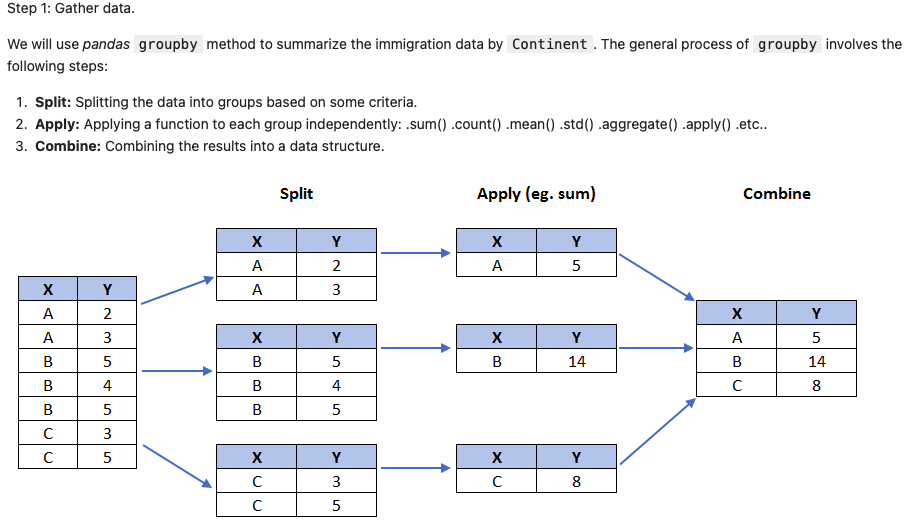 Step 1: Gather data.
We will use pandas groupby method to summarize the immigration data by Continent . The general process of groupby involves the
following steps:
1. Split: Splitting the data into groups based on some criteria.
2. Apply: Applying a function to each group independently: .sum() .count() .mean() .std() .aggregate() .apply() .etc..
3. Combine: Combining the results into a data structure.
Split Apply (eg. sum) Combine
X Y
A 2
A 3
B 5
B 4
B 5
C 3
C 5
X Y
A 2
A 3
X Y
B 5
B 4
B 5
X Y
C 3
C 5
X Y
A 5
X Y
B 14
X Y
C 8
X Y
A 5
B 14
C 8